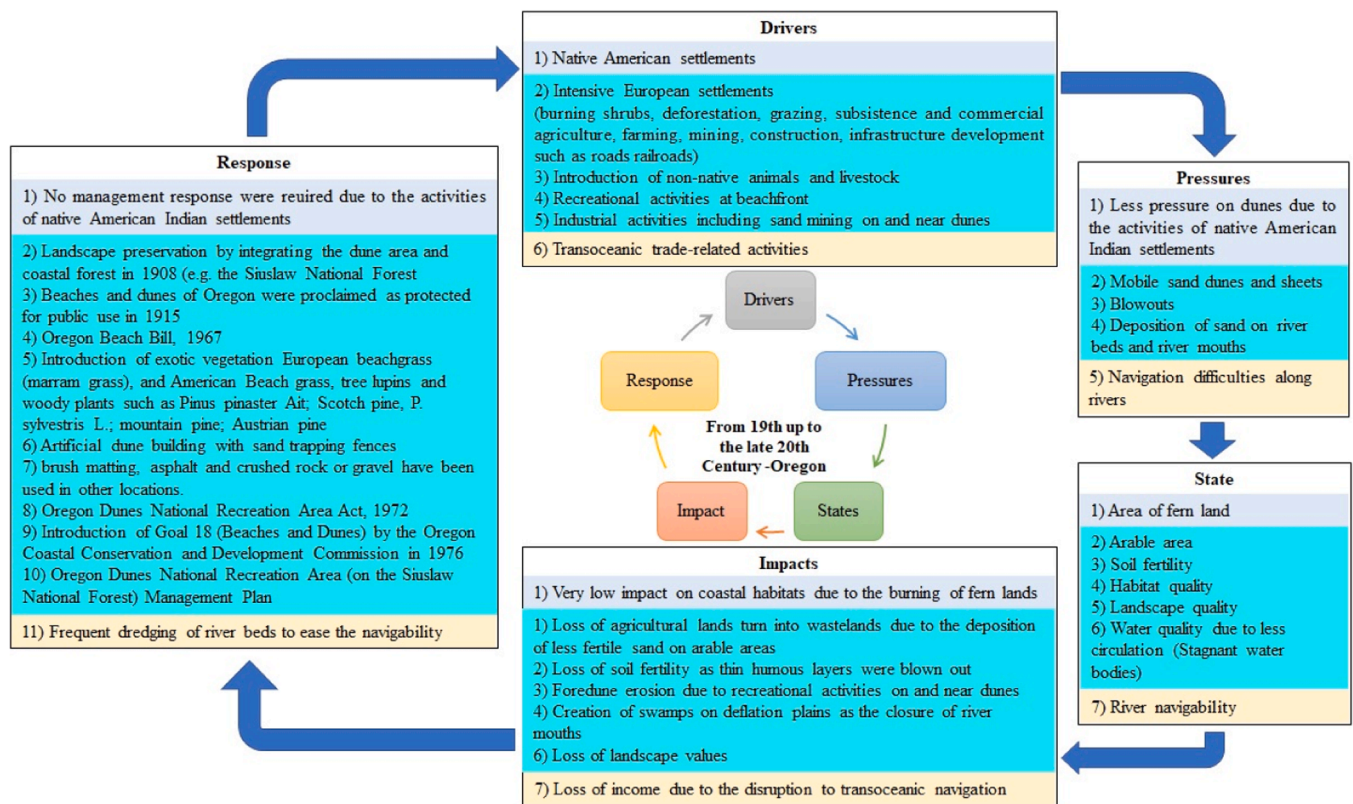 Drivers
1) Native American settlements
2) Intensive European settlements
(burning shrubs, deforestation, grazing, subsistence and commercial
agriculture, farming, mining, construction, infrastructure development
such as roads railroads)
3) Introduction of non-native animals and livestock
4) Recreational activities at beachfront
5) Industrial activities including sand mining on and near dunes
6) Transoceanic trade-related activities
Pressures
1) Less pressure on dunes due to
the activities of native American
Indian settlements
2) Mobile sand dunes and sheets
3) Blowouts
4) Deposition of sand on river
beds and river mouths
5) Navigation difficulties along
rivers
State
1) Area of fern land
2) Arable area
3) Soil fertility
4) Habitat quality
5) Landscape quality
6) Water quality due to less
circulation (Stagnant water
bodies)
7) River navigability
Impacts
1) Very low impact on coastal habitats due to the burning of fern lands
1) Loss of agricultural lands turn into wastelands due to the deposition
of less fertile sand on arable areas
2) Loss of soil fertility as thin humous layers were blown out
3) Foredune erosion due to recreational activities on and near dunes
4) Creation of swamps on deflation plains as the closure of river
mouths
6) Loss of landscape values
7) Loss of income due to the disruption to transoceanic navigation
Response
1) No management response were reuired due to the activities
of native American Indian settlements
2) Landscape preservation by integrating the dune area and
coastal forest in 1908 (e.g. the Siuslaw National Forest
3) Beaches and dunes of Oregon were proclaimed as protected
for public use in 1915
4) Oregon Beach Bill, 1967
5) Introduction of exotic vegetation European beachgrass
(marram grass), and American Beach grass, tree lupins and
woody plants such as Pinus pinaster Ait; Scotch pine, P.
sylvestris L.; mountain pine; Austrian pine
6) Artificial dune building with sand trapping fences
7) brush matting, asphalt and crushed rock or gravel have been
used in other locations.
8) Oregon Dunes National Recreation Area Act, 1972
9) Introduction of Goal 18 (Beaches and Dunes) by the Oregon
Coastal Conservation and Development Commission in 1976
10) Oregon Dunes National Recreation Area (on the Siuslaw
National Forest) Management Plan
11) Frequent dredging of river beds to ease the navigability
Drivers
Pressures
States
Impact
Response
From 19th up to
the late 20th
Century -Oregon